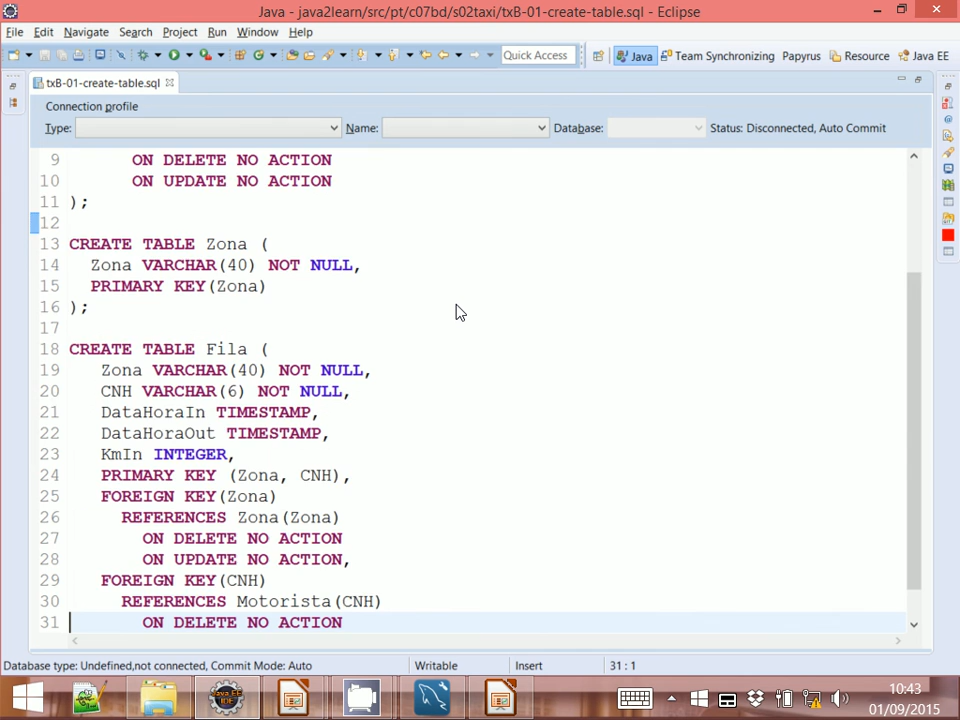 Java - java2learn/src/pt/c07bd/s02taxi/txB-01-create-table.sql - Eclipse
File Edit Navigate Search Project Run Window Help
Quick Access Java Team Synchronizing Papyrus Resource Java EE
txB-01-create-table.sql
Connection profile
Type: Name: Database: Status: Disconnected, Auto Commit
9 ON DELETE NO ACTION
10 ON UPDATE NO ACTION
11 );
12
13 CREATE TABLE Zona (
14 Zona VARCHAR(40) NOT NULL,
15 PRIMARY KEY(Zona)
16 );
17
18 CREATE TABLE Fila (
19 Zona VARCHAR(40) NOT NULL,
20 CNH VARCHAR(6) NOT NULL,
21 DataHoraIn TIMESTAMP,
22 DataHoraOut TIMESTAMP,
23 KmIn INTEGER,
24 PRIMARY KEY (Zona, CNH),
25 FOREIGN KEY(Zona)
26 REFERENCES Zona(Zona)
27 ON DELETE NO ACTION
28 ON UPDATE NO ACTION,
29 FOREIGN KEY(CNH)
30 REFERENCES Motorista(CNH)
31 ON DELETE NO ACTION
Database type: Undefined,not connected, Commit Mode: Auto Writable Insert 31 : 1
Java EE
IDE
10:43
01/09/2015